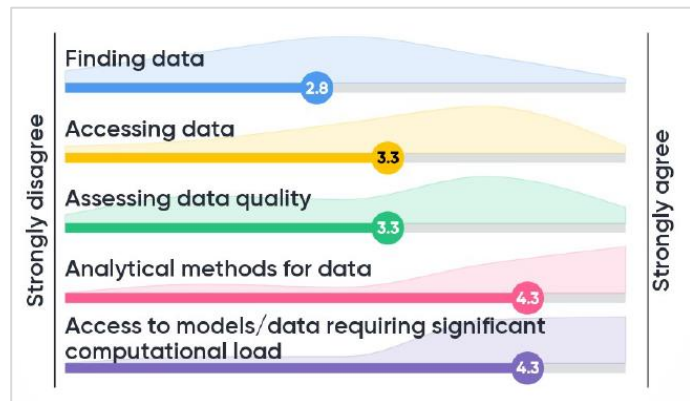 Strongly disagree
Finding data
2.8
Accessing data
3.3
Assessing data quality
3.3
Analytical methods for data
4.3
Access to models/data requiring significant
computational load
4.3
Strongly agree